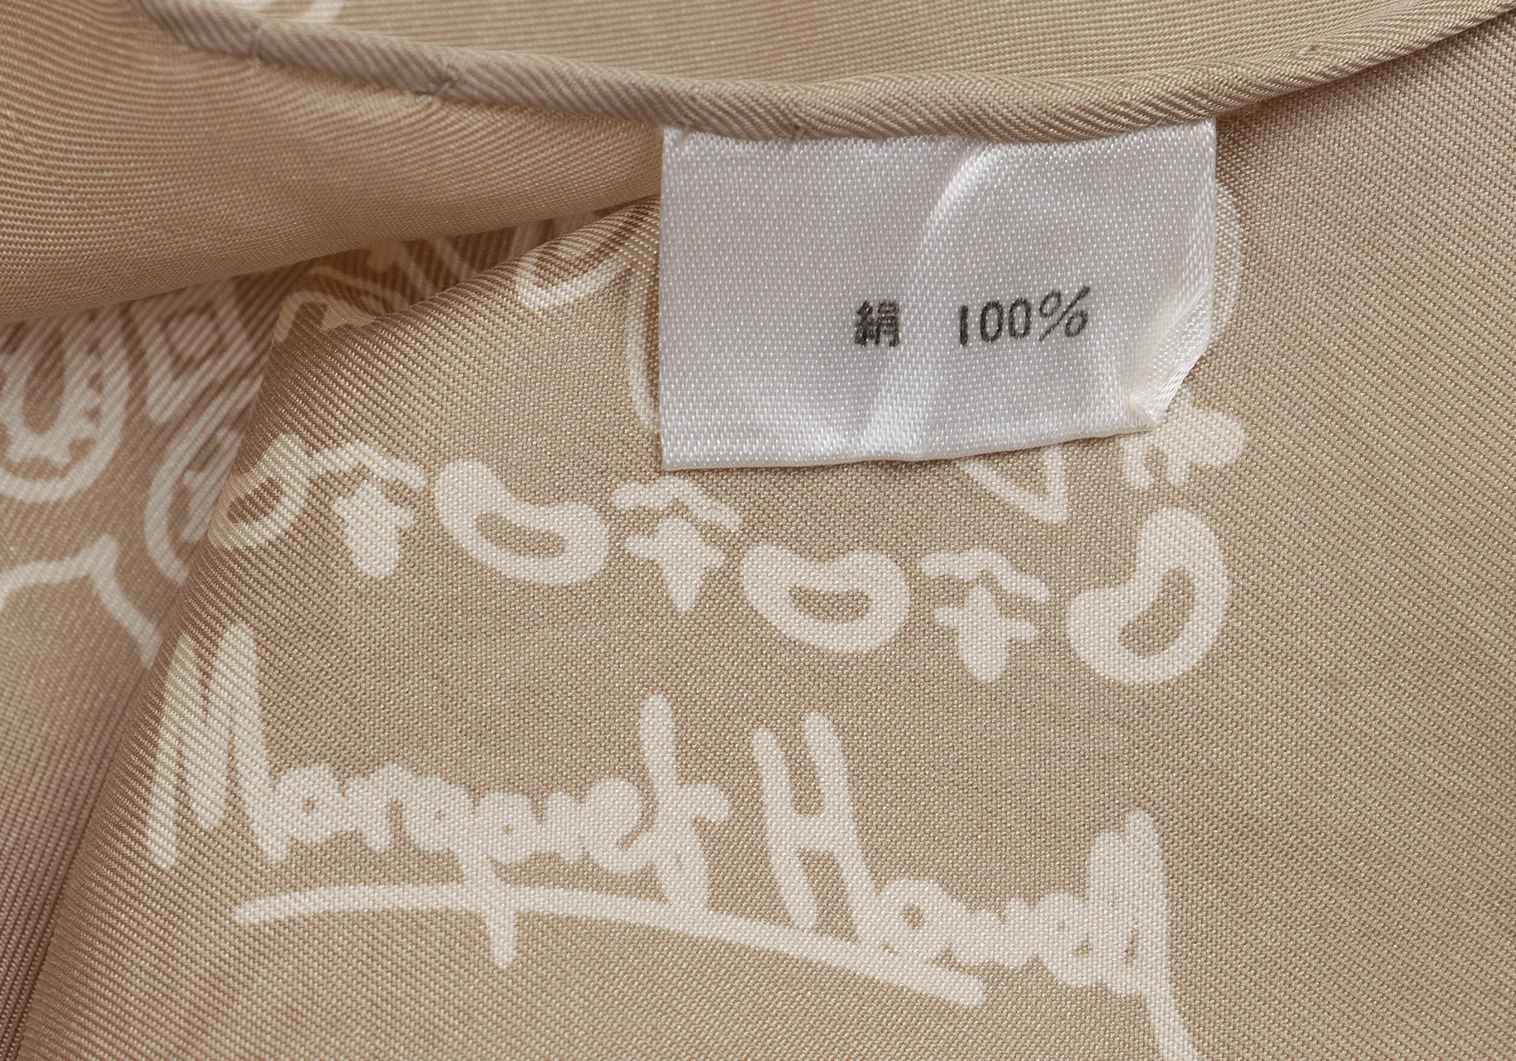 絹 100%
Margaret Howell